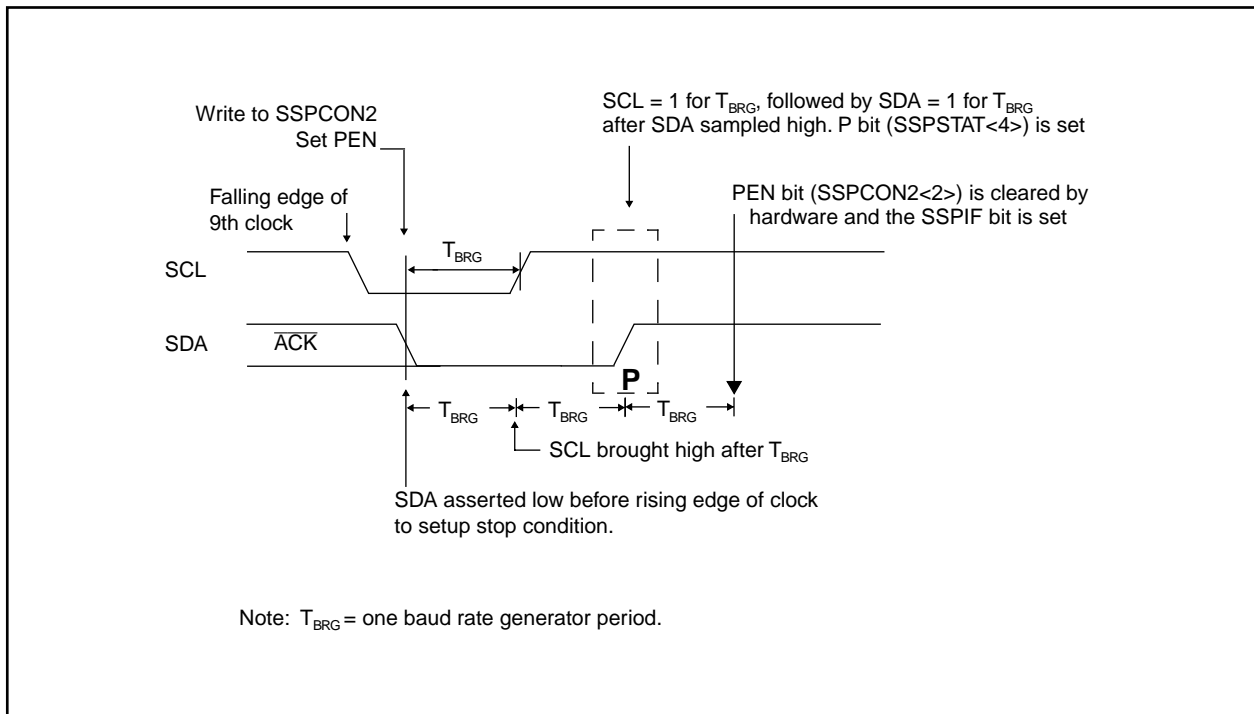 Write to SSPCON2
Set PEN
SCL = 1 for TBRG, followed by SDA = 1 for TBRG
after SDA sampled high. P bit (SSPSTAT<4>) is set
Falling edge of
9th clock
PEN bit (SSPCON2<2>) is cleared by
hardware and the SSPIF bit is set
SCL
TBRG
SDA
ACK
P
TBRG
TBRG
TBRG
SCL brought high after TBRG
SDA asserted low before rising edge of clock
to setup stop condition.
Note: TBRG = one baud rate generator period.